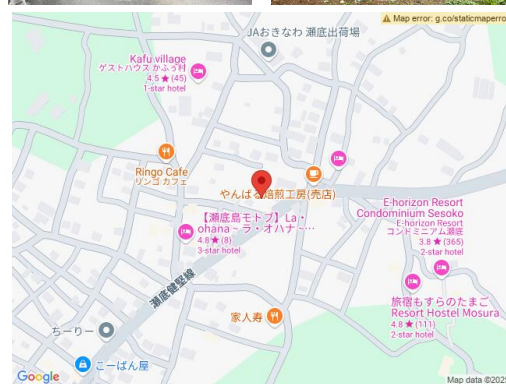 Map error: g.co/staticmaperro
JAおきなわ 瀬底出荷場
Kafu village
ゲストハウス かふぅ村
4.5 ★ (45)
1-star hotel
Ringo Cafe
リンゴ カフェ
やんばる焙煎工房(売店)
【瀬底島モトブ】La・
ohana ~ ラ・オハナ ~…
4.8 ★ (8)
3-star hotel
E-horizon Resort
Condominium Sesoko
E-horizon Resort
コンドミニアム瀬底
3.8 ★ (365)
2-star hotel
瀬底健堅線
旅宿もすらのたまご
Resort Hostel Mosura
4.8 ★ (111)
2-star hotel
家人寿
ちーりー
こーばん屋
Google
Map data ©202